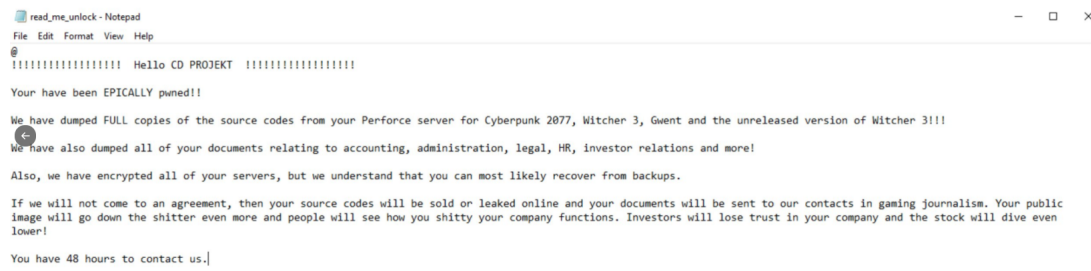 read_me_unlock - Notepad
File Edit Format View Help
@
!!!!!!!!!!!!!!!!!! Hello CD PROJEKT !!!!!!!!!!!!!!!!!!
Your have been EPICALLY pwned!!
We have dumped FULL copies of the source codes from your Perforce server for Cyberpunk 2077, Witcher 3, Gwent and the unreleased version of Witcher 3!!!
We have also dumped all of your documents relating to accounting, administration, legal, HR, investor relations and more!
Also, we have encrypted all of your servers, but we understand that you can most likely recover from backups.
If we will not come to an agreement, then your source codes will be sold or leaked online and your documents will be sent to our contacts in gaming journalism. Your public
image will go down the shitter even more and people will see how you shitty your company functions. Investors will lose trust in your company and the stock will dive even
lower!
You have 48 hours to contact us.